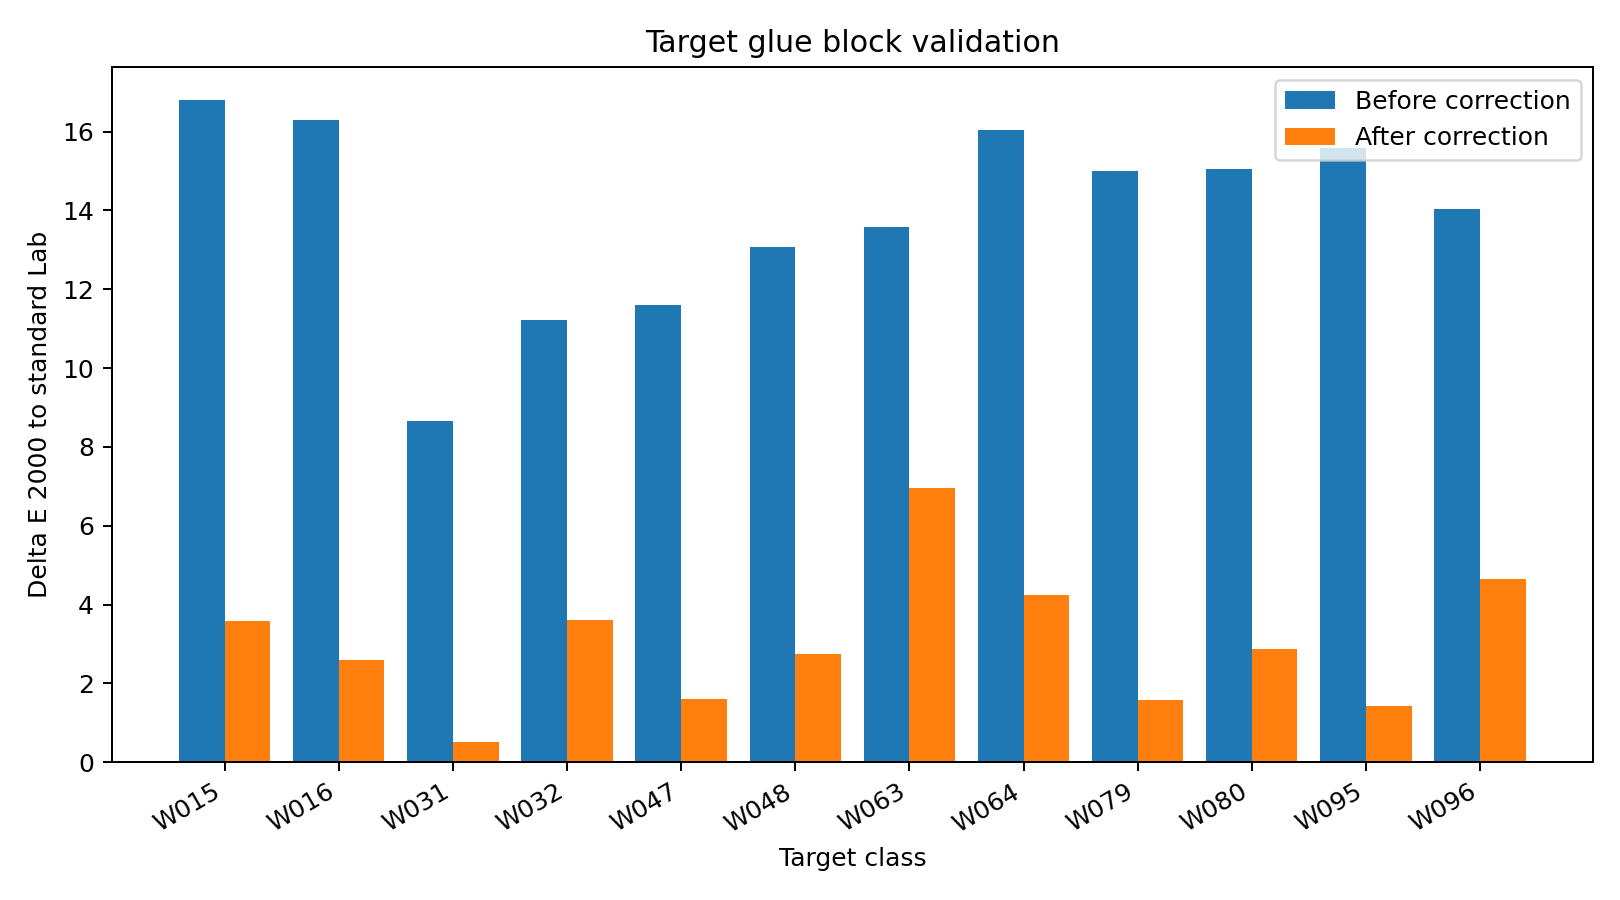 Target glue block validation
Before correction
After correction
Delta E 2000 to standard Lab
16
14
12
10
8
6
4
2
0
W015 W016 W031 W032 W047 W048 W063 W064 W079 W080 W095 W096
Target class